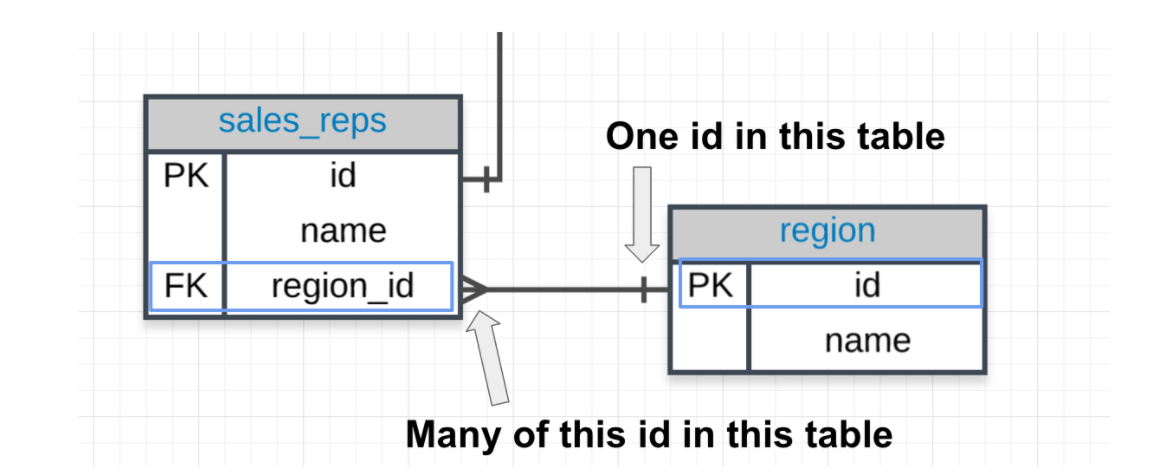 sales_reps
PK id
name
FK region_id
One id in this table
region
PK id
name
Many of this id in this table